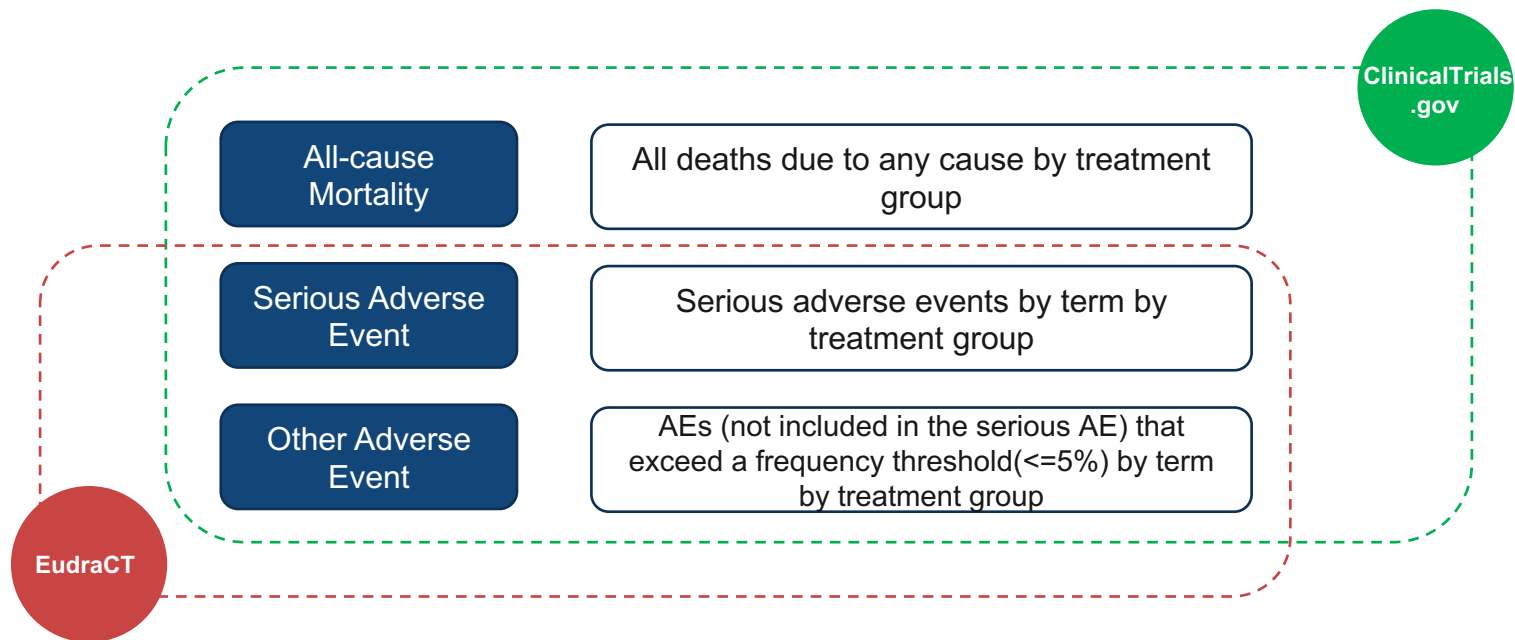 ClinicalTrials
.gov
All-cause
Mortality
All deaths due to any cause by treatment
group
Serious Adverse
Event
Serious adverse events by term by
treatment group
Other Adverse
Event
AEs (not included in the serious AE) that
exceed a frequency threshold(<=5%) by term
by treatment group
EudraCT